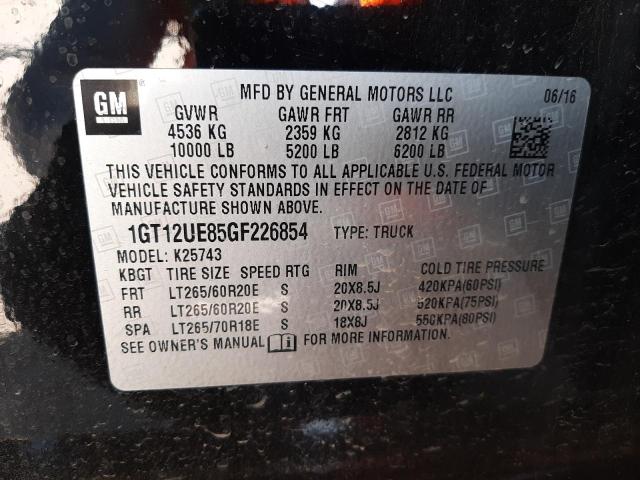 GM
MFD BY GENERAL MOTORS LLC 06/16
GVWR GAWR FRT GAWR RR
4536 KG 2359 KG 2812 KG
10000 LB 5200 LB 6200 LB
THIS VEHICLE CONFORMS TO ALL APPLICABLE U.S. FEDERAL MOTOR
VEHICLE SAFETY STANDARDS IN EFFECT ON THE DATE OF
MANUFACTURE SHOWN ABOVE.
1GT12UE85GF226854 TYPE: TRUCK
MODEL: K25743
KBGT TIRE SIZE SPEED RTG RIM COLD TIRE PRESSURE
FRT LT265/60R20E S 20X8.5J 420KPA(60PSI)
RR LT265/60R20E S 20X8.5J 520KPA(75PSI)
SPA LT265/70R18E S 18X8J 550KPA(80PSI)
SEE OWNER'S MANUAL FOR MORE INFORMATION